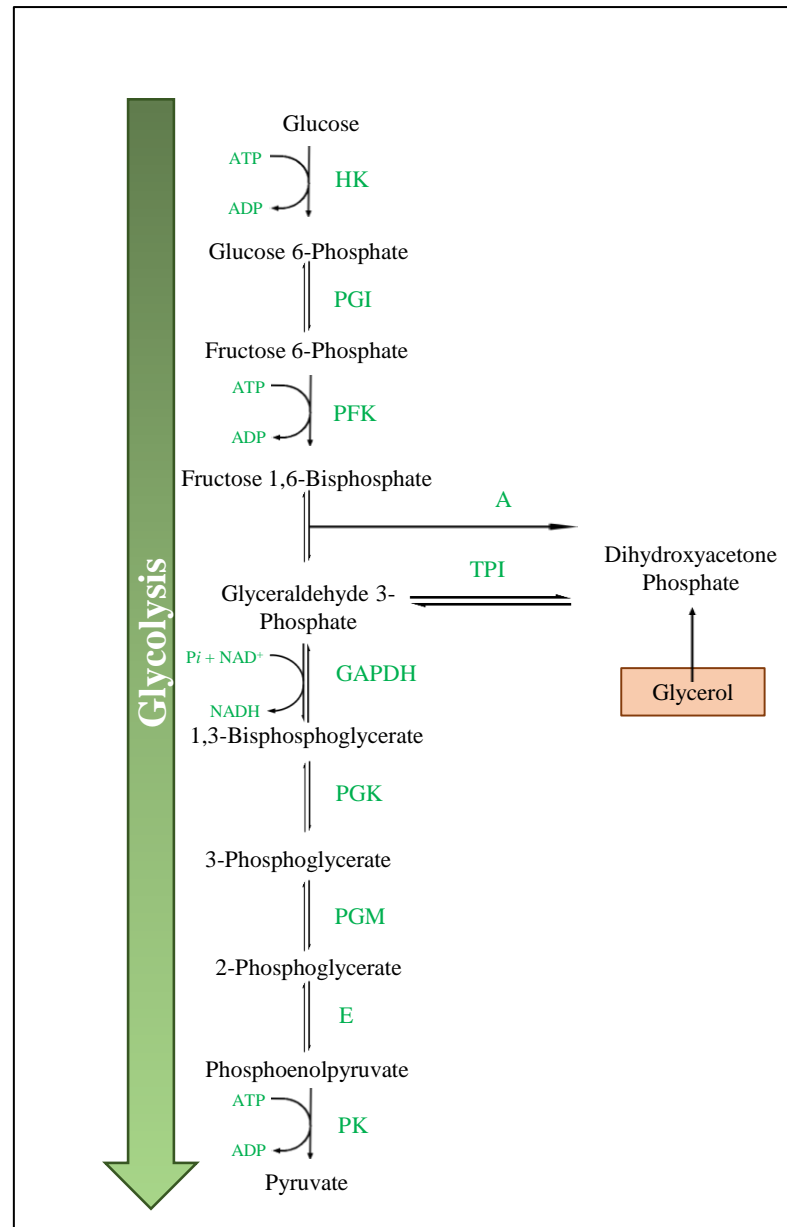 Glycolysis
Glucose
ATP
HK
ADP
Glucose 6-Phosphate
PGI
Fructose 6-Phosphate
ATP
PFK
ADP
Fructose 1,6-Bisphosphate
A
Dihydroxyacetone
Phosphate
TPI
Glyceraldehyde 3-
Phosphate
Glycerol
Pi + NAD⁺
GAPDH
NADH
1,3-Bisphosphoglycerate
PGK
3-Phosphoglycerate
PGM
2-Phosphoglycerate
E
Phosphoenolpyruvate
ATP
PK
ADP
Pyruvate